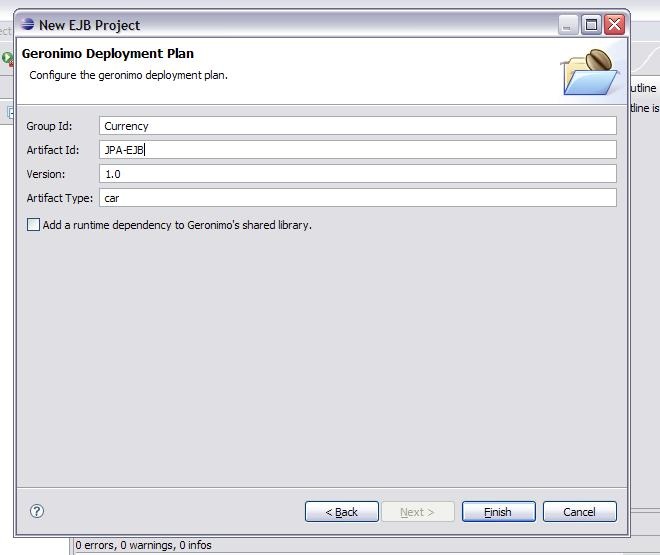 New EJB Project
Geronimo Deployment Plan
Configure the geronimo deployment plan.
utline
tline is
Group Id: Currency
Artifact Id: JPA-EJB
Version: 1.0
Artifact Type: car
Add a runtime dependency to Geronimo's shared library.
? < Back Next > Finish Cancel
0 errors, 0 warnings, 0 infos